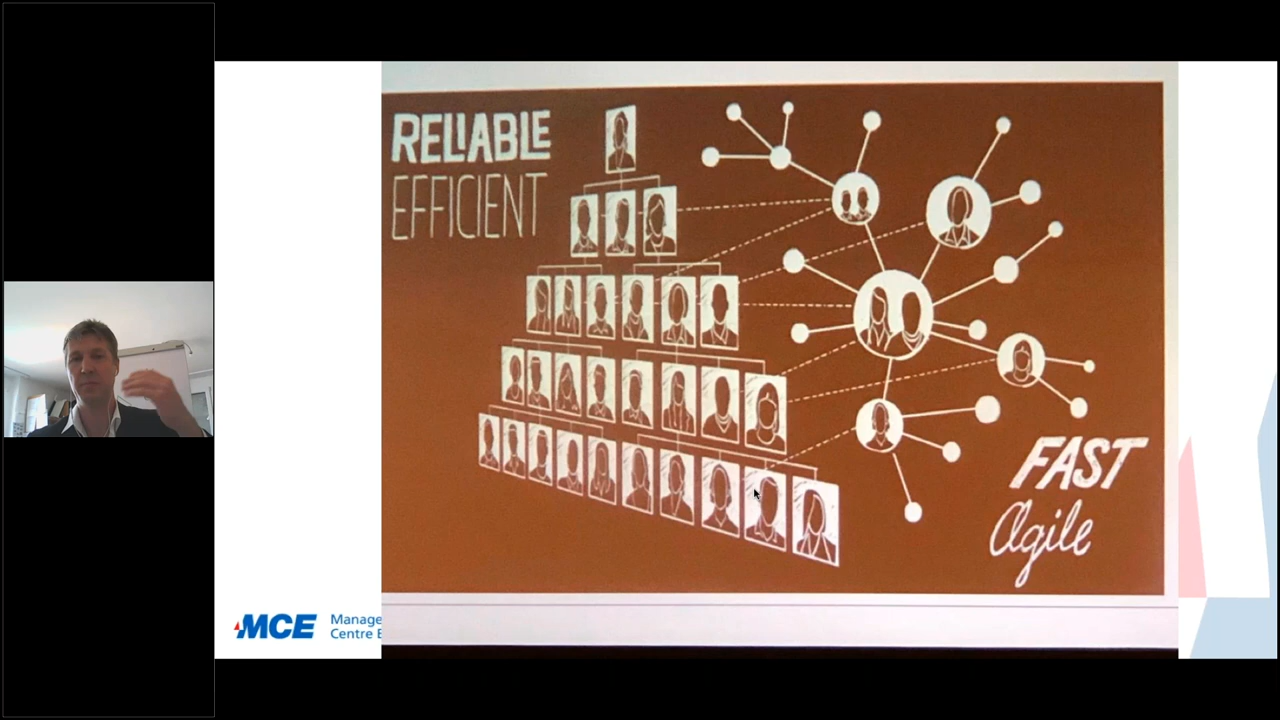 RELIABLE
EFFICIENT
FAST
agile
MCE
Manage
Centre E